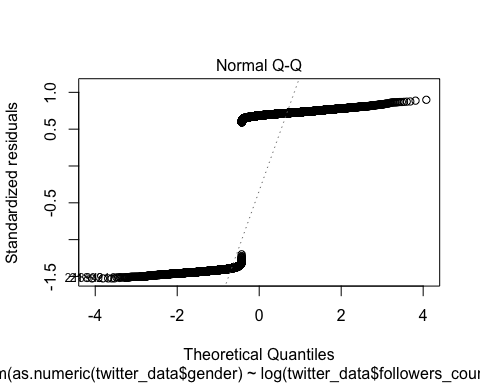 Normal Q-Q
Standardized residuals
1.0
0.5
-0.5
-1.5
-4
-2
0
2
4
Theoretical Quantiles
m(as.numeric(twitter_data$gender) ~ log(twitter_data$followers_cour